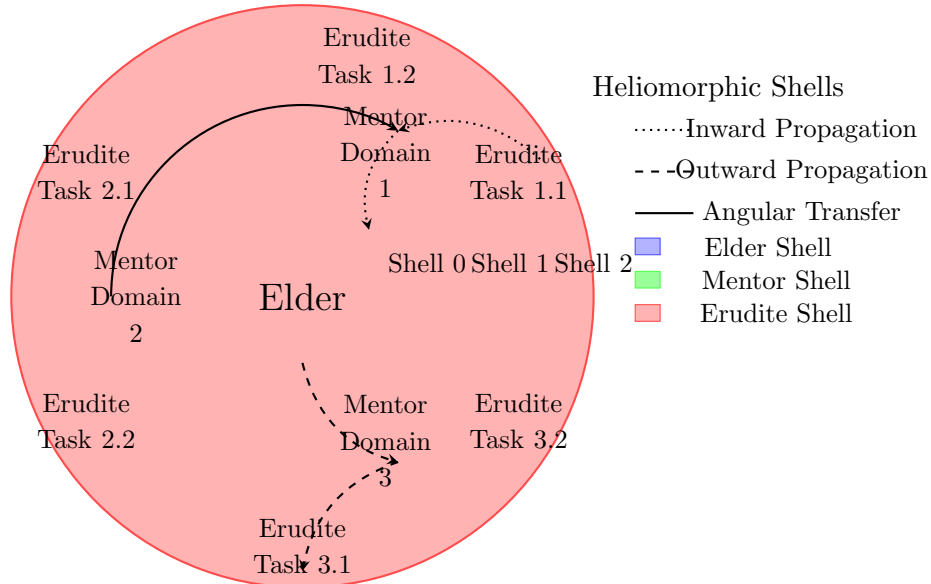 Erudite
Task 1.2
Mentor
Domain
1
Erudite
Task 1.1
Erudite
Task 2.1
Mentor
Domain
2
Shell 0 Shell 1 Shell 2
Elder
Erudite
Task 2.2
Mentor
Domain
3
Erudite
Task 3.2
Erudite
Task 3.1
Heliomorphic Shells
Inward Propagation
Outward Propagation
Angular Transfer
Elder Shell
Mentor Shell
Erudite Shell